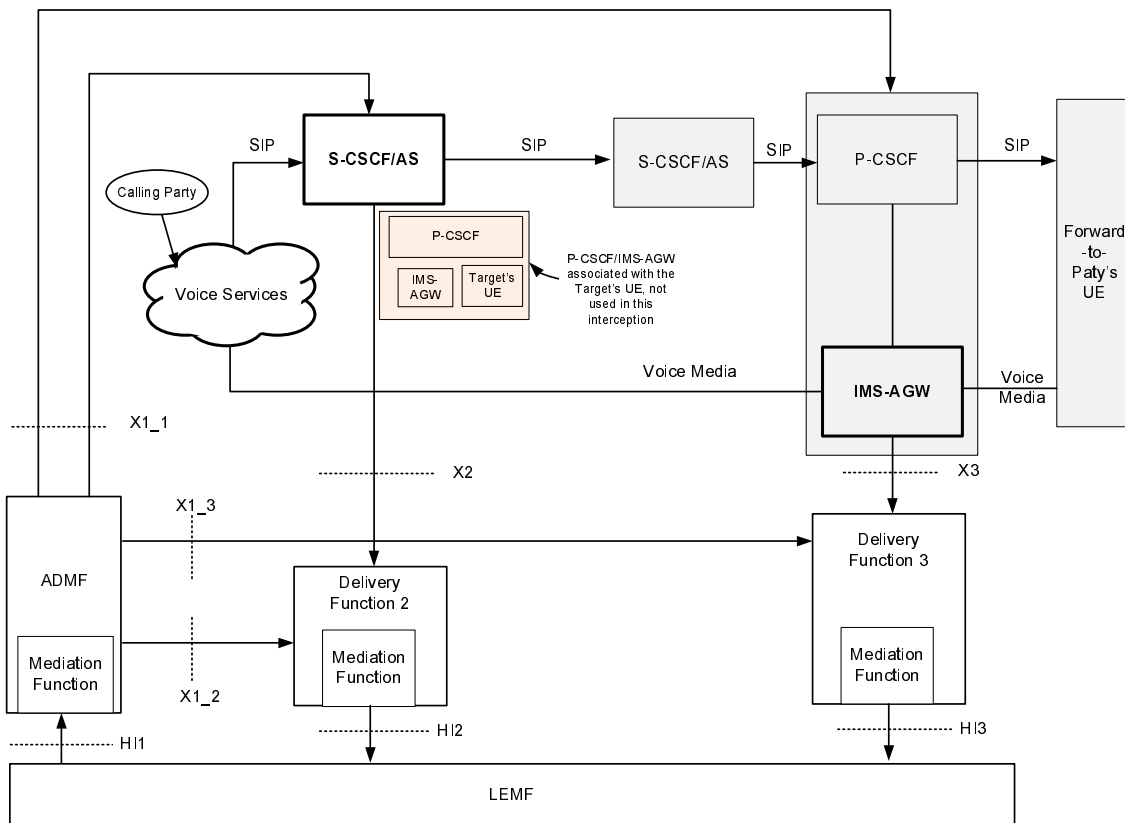 SIP
S-CSCF/AS
SIP
S-CSCF/AS
SIP
P-CSCF
SIP
Calling Party
Voice Services
P-CSCF
IMS-
AGW
Target's
UE
P-CSCF/IMS-AGW
associated with the
Target's UE, not
used in this
interception
Forward
-to-
Paty's
UE
Voice Media
IMS-AGW
Voice
Media
X1_1
X2
X3
X1_3
ADMF
Mediation
Function
X1_2
Delivery
Function 2
Mediation
Function
Delivery
Function 3
Mediation
Function
HI1
HI2
HI3
LEMF